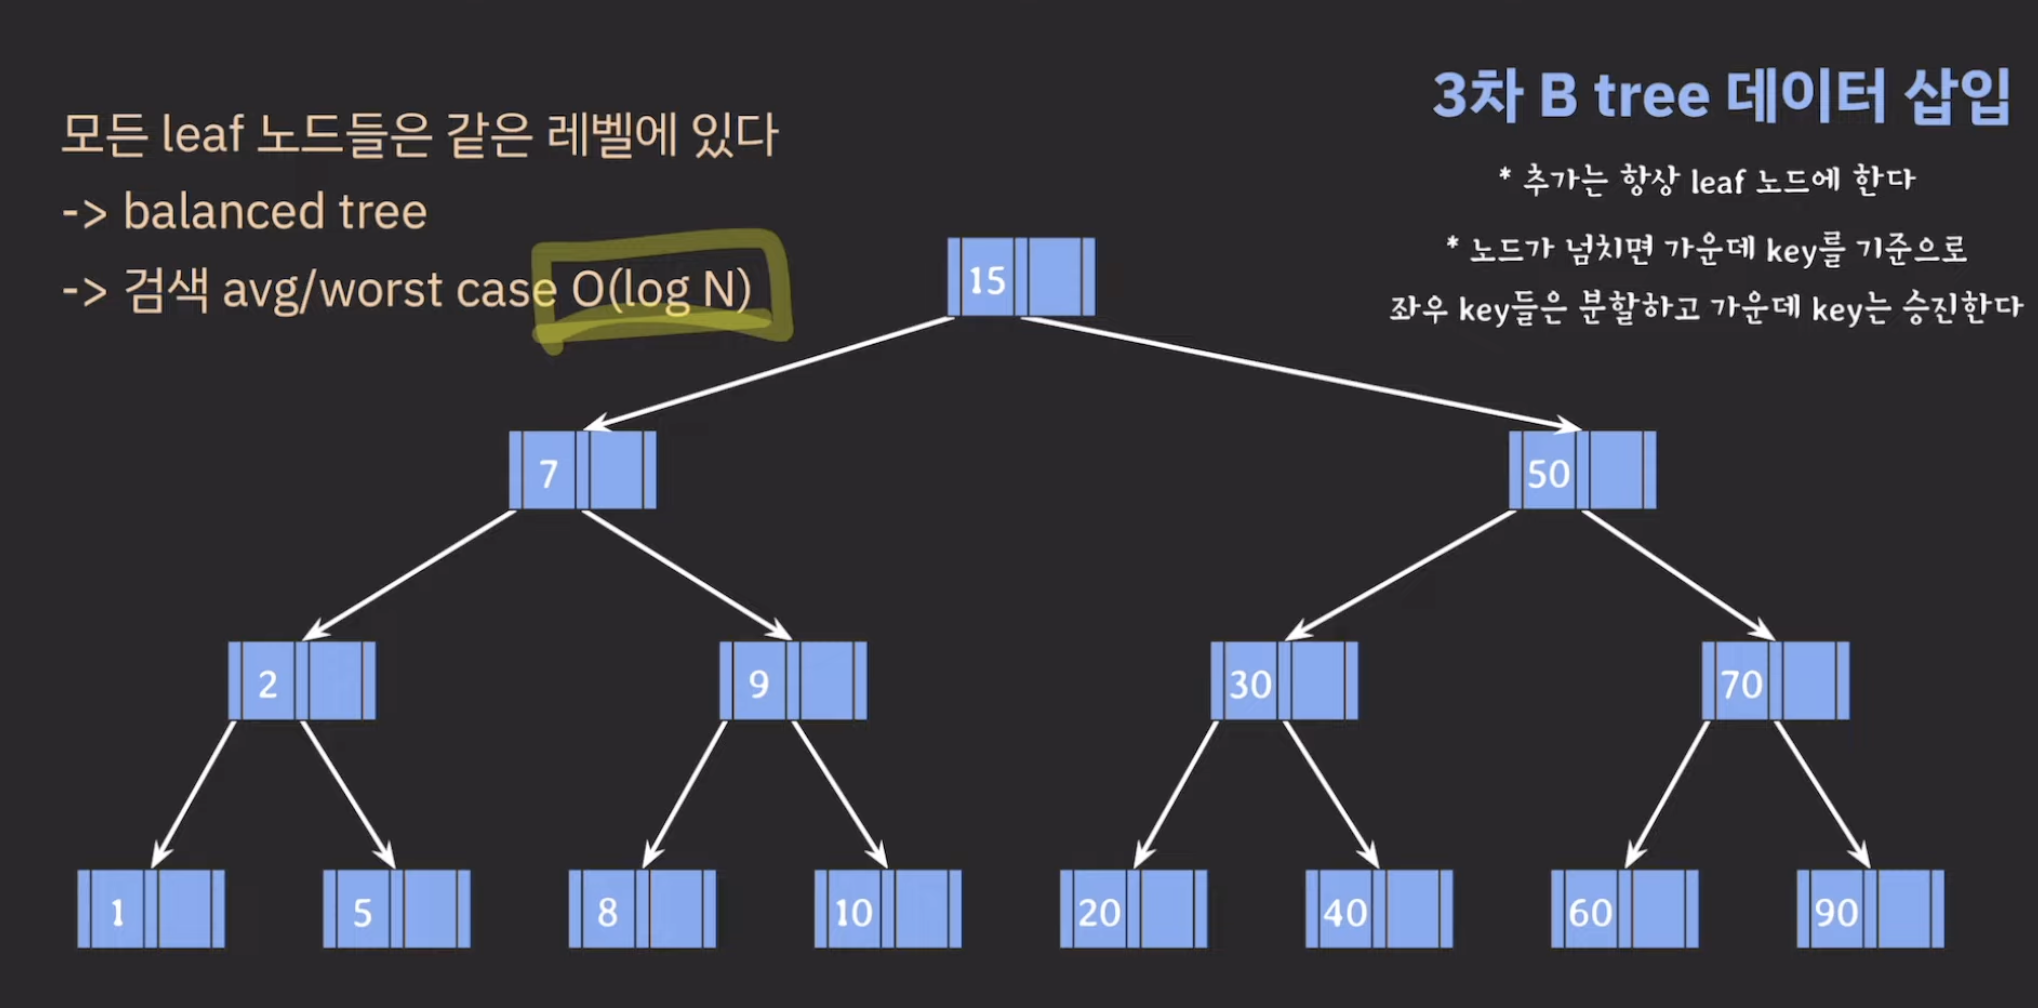 모든 leaf 노드들은 같은 레벨에 있다
-> balanced tree
-> 검색 avg/worst case O(log N)
3차 B tree 데이터 삽입
* 추가는 항상 leaf 노드에 한다
* 노드가 넘치면 가운데 key를 기준으로
좌우 key들은 분할하고 가운데 key는 승진한다
15
7 50
2 9 30 70
1 5 8 10 20 40 60 90